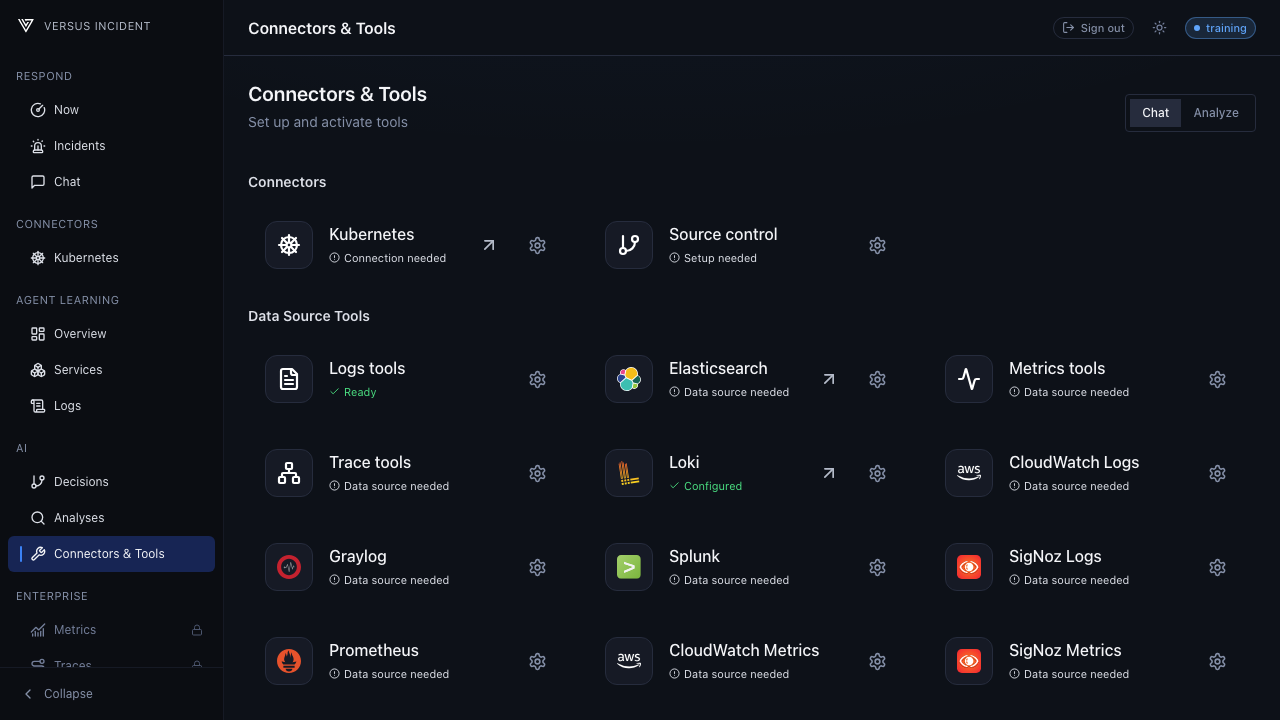 VERSUS INCIDENT
Connectors & Tools
Sign out
training
RESPOND
Now
Incidents
Chat
CONNECTORS
Kubernetes
AGENT LEARNING
Overview
Services
Logs
AI
Decisions
Analyses
Connectors & Tools
ENTERPRISE
Metrics
Traces
Collapse
Connectors & Tools
Set up and activate tools
Chat
Analyze
Connectors
Kubernetes
Connection needed
Source control
Setup needed
Data Source Tools
Logs tools
Ready
Elasticsearch
Data source needed
Metrics tools
Data source needed
Trace tools
Data source needed
Loki
Configured
aws
CloudWatch Logs
Data source needed
Graylog
Data source needed
Splunk
Data source needed
SigNoz Logs
Data source needed
Prometheus
Data source needed
aws
CloudWatch Metrics
Data source needed
SigNoz Metrics
Data source needed